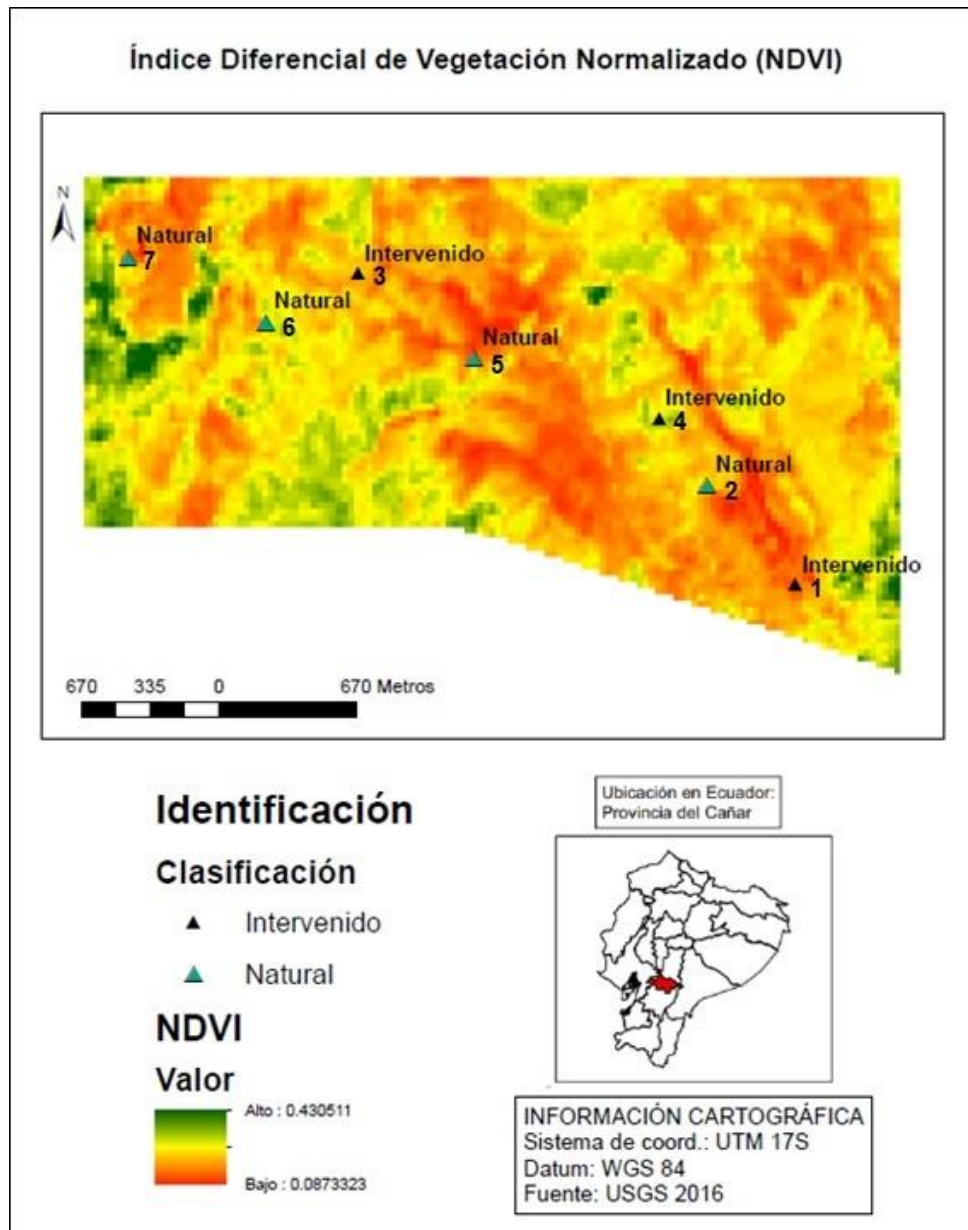 Índice Diferencial de Vegetación Normalizado (NDVI)
N
Natural
7
Intervenido
3
Natural
6
Natural
5
Intervenido
4
Natural
2
Intervenido
1
670 335 0 670 Metros
Identificación
Clasificación
Intervenido
Natural
NDVI
Valor
Alto : 0.430511
Bajo : 0.0873323
Ubicación en Ecuador:
Provincia del Cañar
INFORMACIÓN CARTOGRÁFICA
Sistema de coord.: UTM 17S
Datum: WGS 84
Fuente: USGS 2016